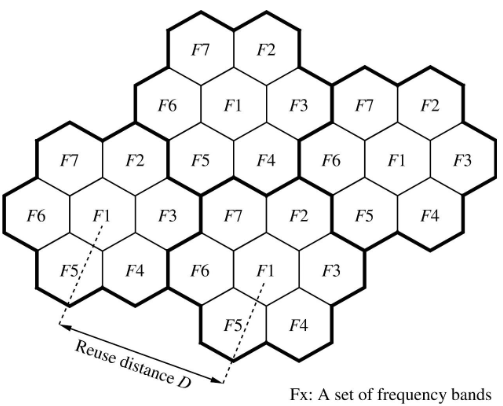 F7 F2
F6 F1 F3 F7 F2
F7 F2 F5 F4 F6 F1 F3
F6 F1 F3 F7 F2 F5 F4
F5 F4 F6 F1 F3
F5 F4
Reuse distance D
Fx: A set of frequency bands